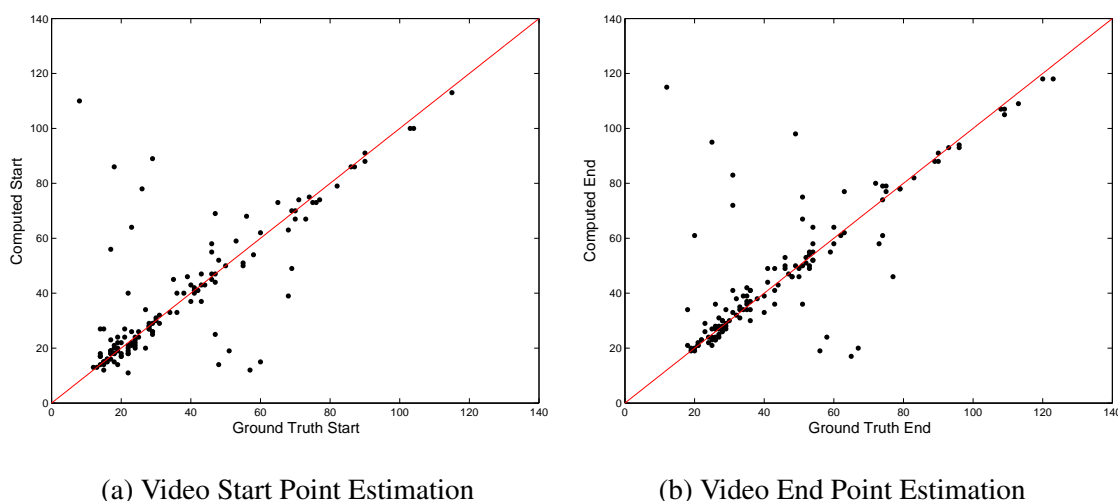 140
120
100
80
60
40
20
0
Computed Start
0 20 40 60 80 100 120 140
Ground Truth Start
(a) Video Start Point Estimation
140
120
100
80
60
40
20
0
Computed End
0 20 40 60 80 100 120 140
Ground Truth End
(b) Video End Point Estimation